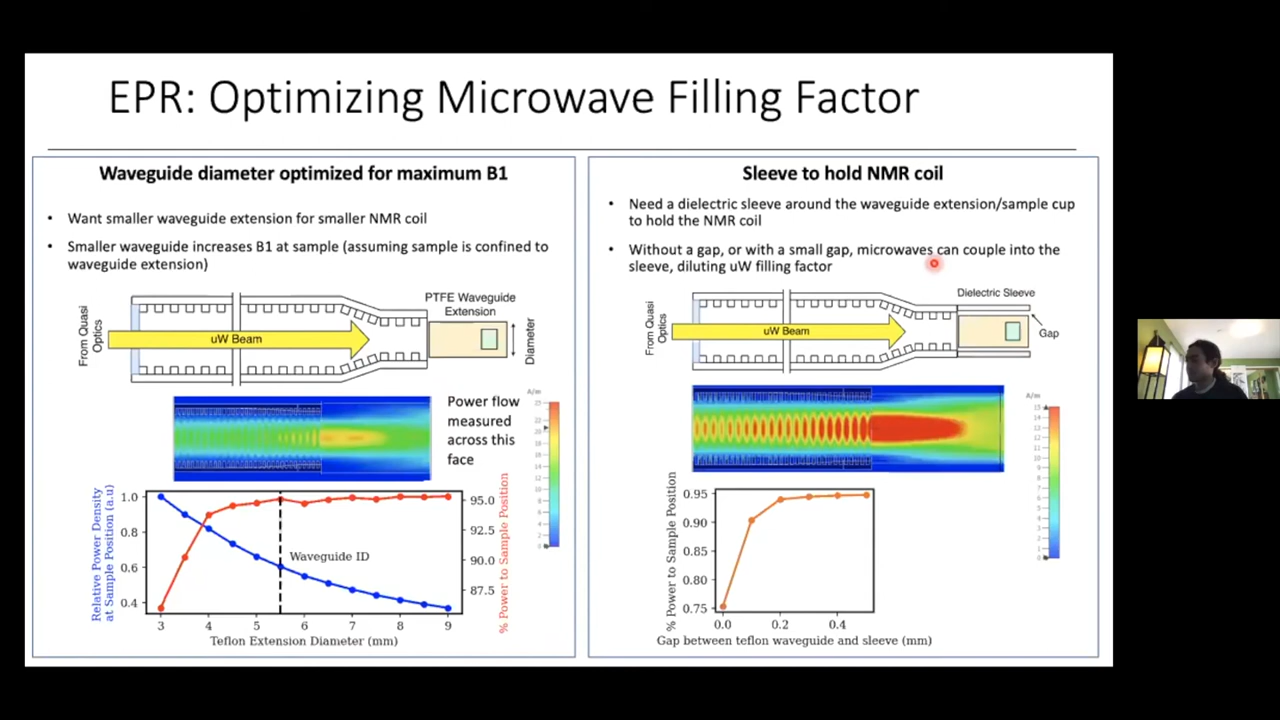 EPR: Optimizing Microwave Filling Factor
Waveguide diameter optimized for maximum B1
• Want smaller waveguide extension for smaller NMR coil
• Smaller waveguide increases B1 at sample (assuming sample is confined to
waveguide extension)
From Quasi
Optics
uW Beam
PTFE Waveguide
Extension
Diameter
Power flow
measured
across this
face
A/m
Relative Power Density
at Sample Position (a.u)
1.0
0.8
0.6
0.4
Waveguide ID
95.0
92.5
90.0
87.5
% Power to Sample Position
3 4 5 6 7 8 9
Teflon Extension Diameter (mm)
Sleeve to hold NMR coil
• Need a dielectric sleeve around the waveguide extension/sample cup
to hold the NMR coil
• Without a gap, or with a small gap, microwaves can couple into the
sleeve, diluting uW filling factor
From Quasi
Optics
uW Beam
Dielectric Sleeve
Gap
A/m
% Power to Sample Position
0.95
0.90
0.85
0.80
0.75
0.0 0.2 0.4
Gap between teflon waveguide and sleeve (mm)